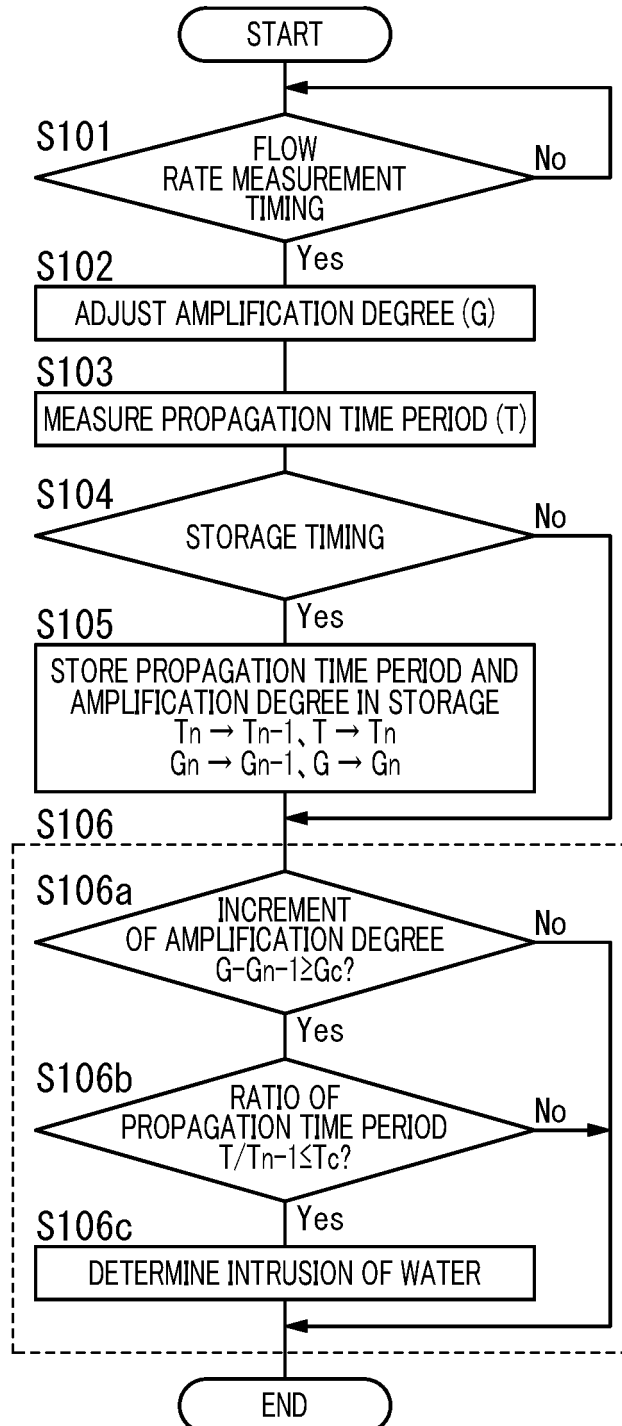 START
S101
FLOW
RATE MEASUREMENT
TIMING
No
Yes
S102
ADJUST AMPLIFICATION DEGREE (G)
S103
MEASURE PROPAGATION TIME PERIOD (T)
S104
STORAGE TIMING
No
Yes
S105
STORE PROPAGATION TIME PERIOD AND
AMPLIFICATION DEGREE IN STORAGE
Tn → Tn-1、T → Tn
Gn → Gn-1、G → Gn
S106
S106a
INCREMENT
OF AMPLIFICATION DEGREE
G-Gn-1≥Gc?
No
Yes
S106b
RATIO OF
PROPAGATION TIME PERIOD
T/Tn-1≤Tc?
No
Yes
S106c
DETERMINE INTRUSION OF WATER
END